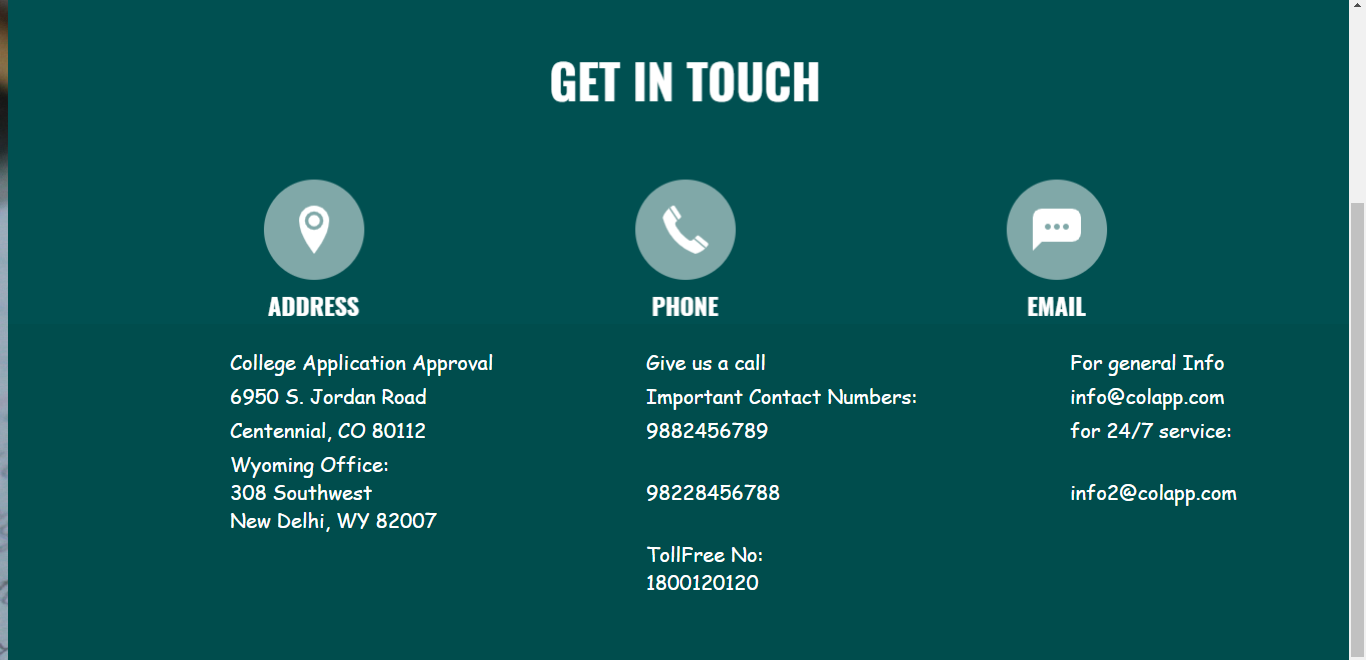 GET IN TOUCH
ADDRESS
College Application Approval
6950 S. Jordan Road
Centennial, CO 80112
Wyoming Office:
308 Southwest
New Delhi, WY 82007
PHONE
Give us a call
Important Contact Numbers:
9882456789
98228456788
TollFree No:
1800120120
EMAIL
For general Info
info@colapp.com
for 24/7 service:
info2@colapp.com